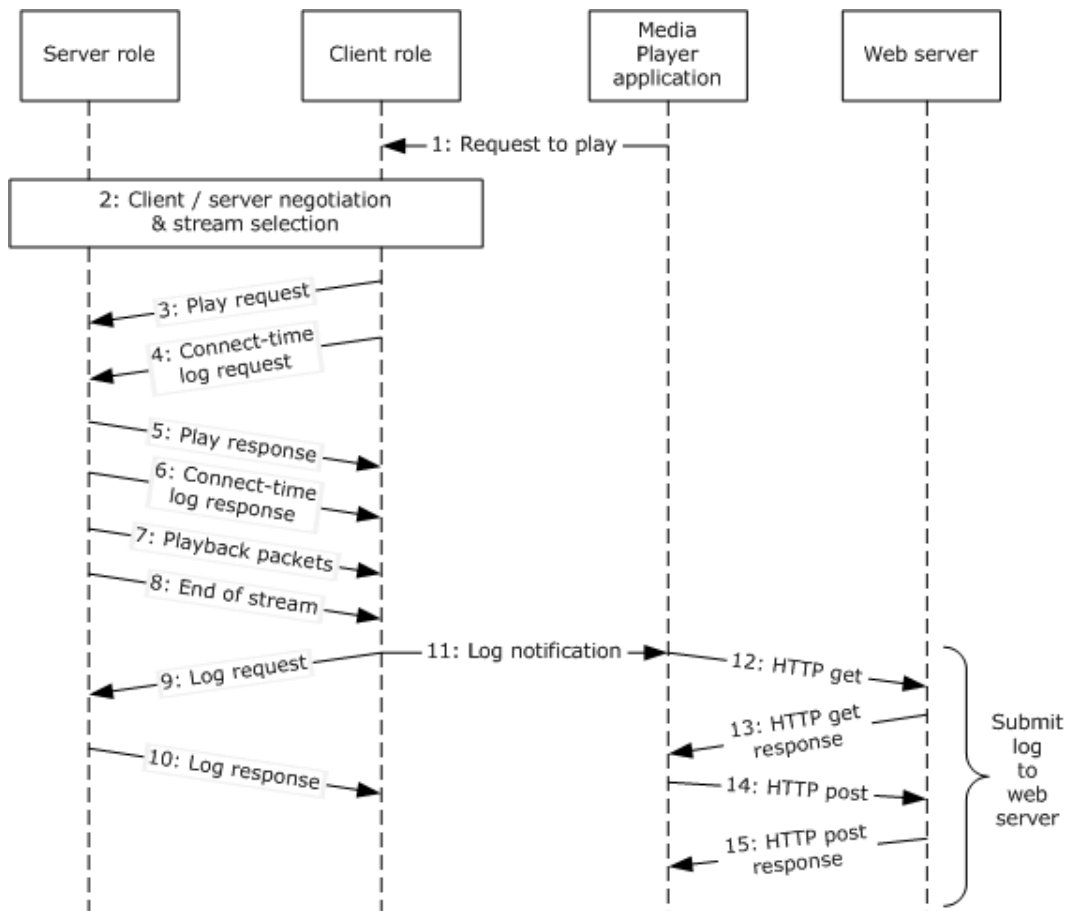 Server role
Client role
Media
Player
application
Web server
1: Request to play
2: Client / server negotiation
& stream selection
3: Play request
4: Connect-time
log request
5: Play response
6: Connect-time
log response
7: Playback packets
8: End of stream
11: Log notification
9: Log request
12: HTTP get
13: HTTP get
response
10: Log response
14: HTTP post
15: HTTP post
response
Submit
log
to
web
server